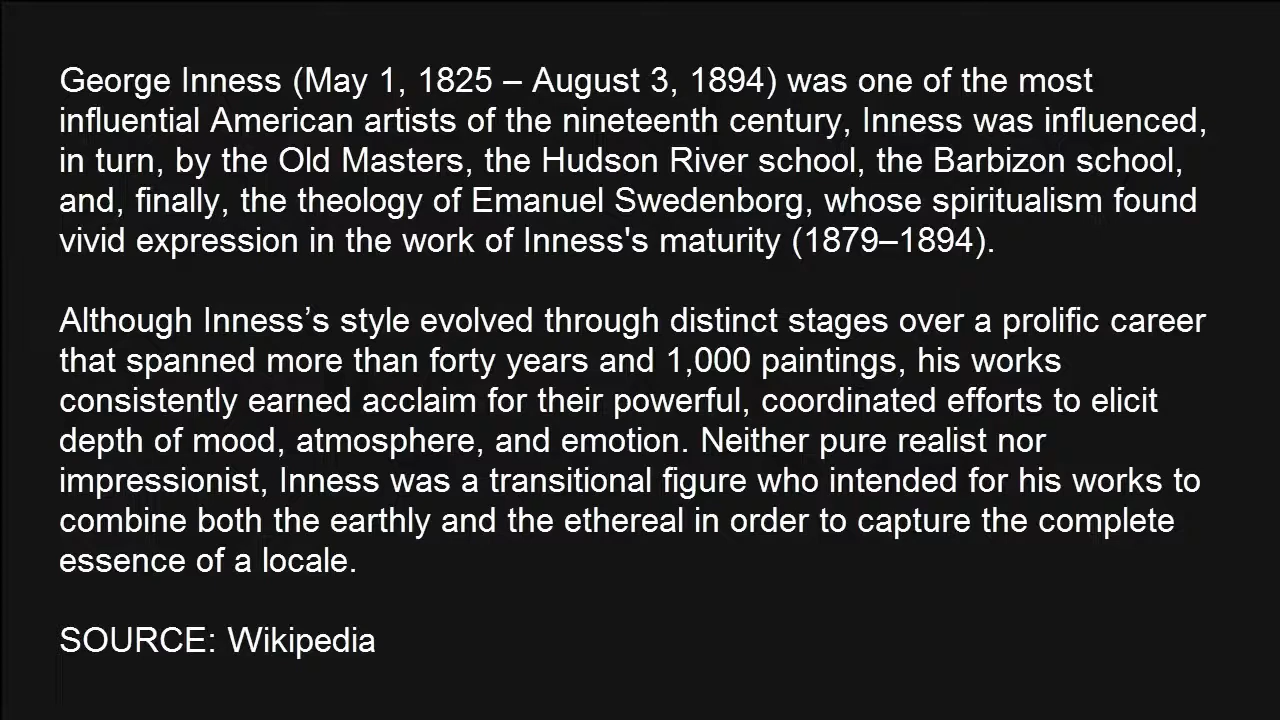 George Inness (May 1, 1825 – August 3, 1894) was one of the most
influential American artists of the nineteenth century, Inness was influenced,
in turn, by the Old Masters, the Hudson River school, the Barbizon school,
and, finally, the theology of Emanuel Swedenborg, whose spiritualism found
vivid expression in the work of Inness's maturity (1879–1894).
Although Inness’s style evolved through distinct stages over a prolific career
that spanned more than forty years and 1,000 paintings, his works
consistently earned acclaim for their powerful, coordinated efforts to elicit
depth of mood, atmosphere, and emotion. Neither pure realist nor
impressionist, Inness was a transitional figure who intended for his works to
combine both the earthly and the ethereal in order to capture the complete
essence of a locale.
SOURCE: Wikipedia